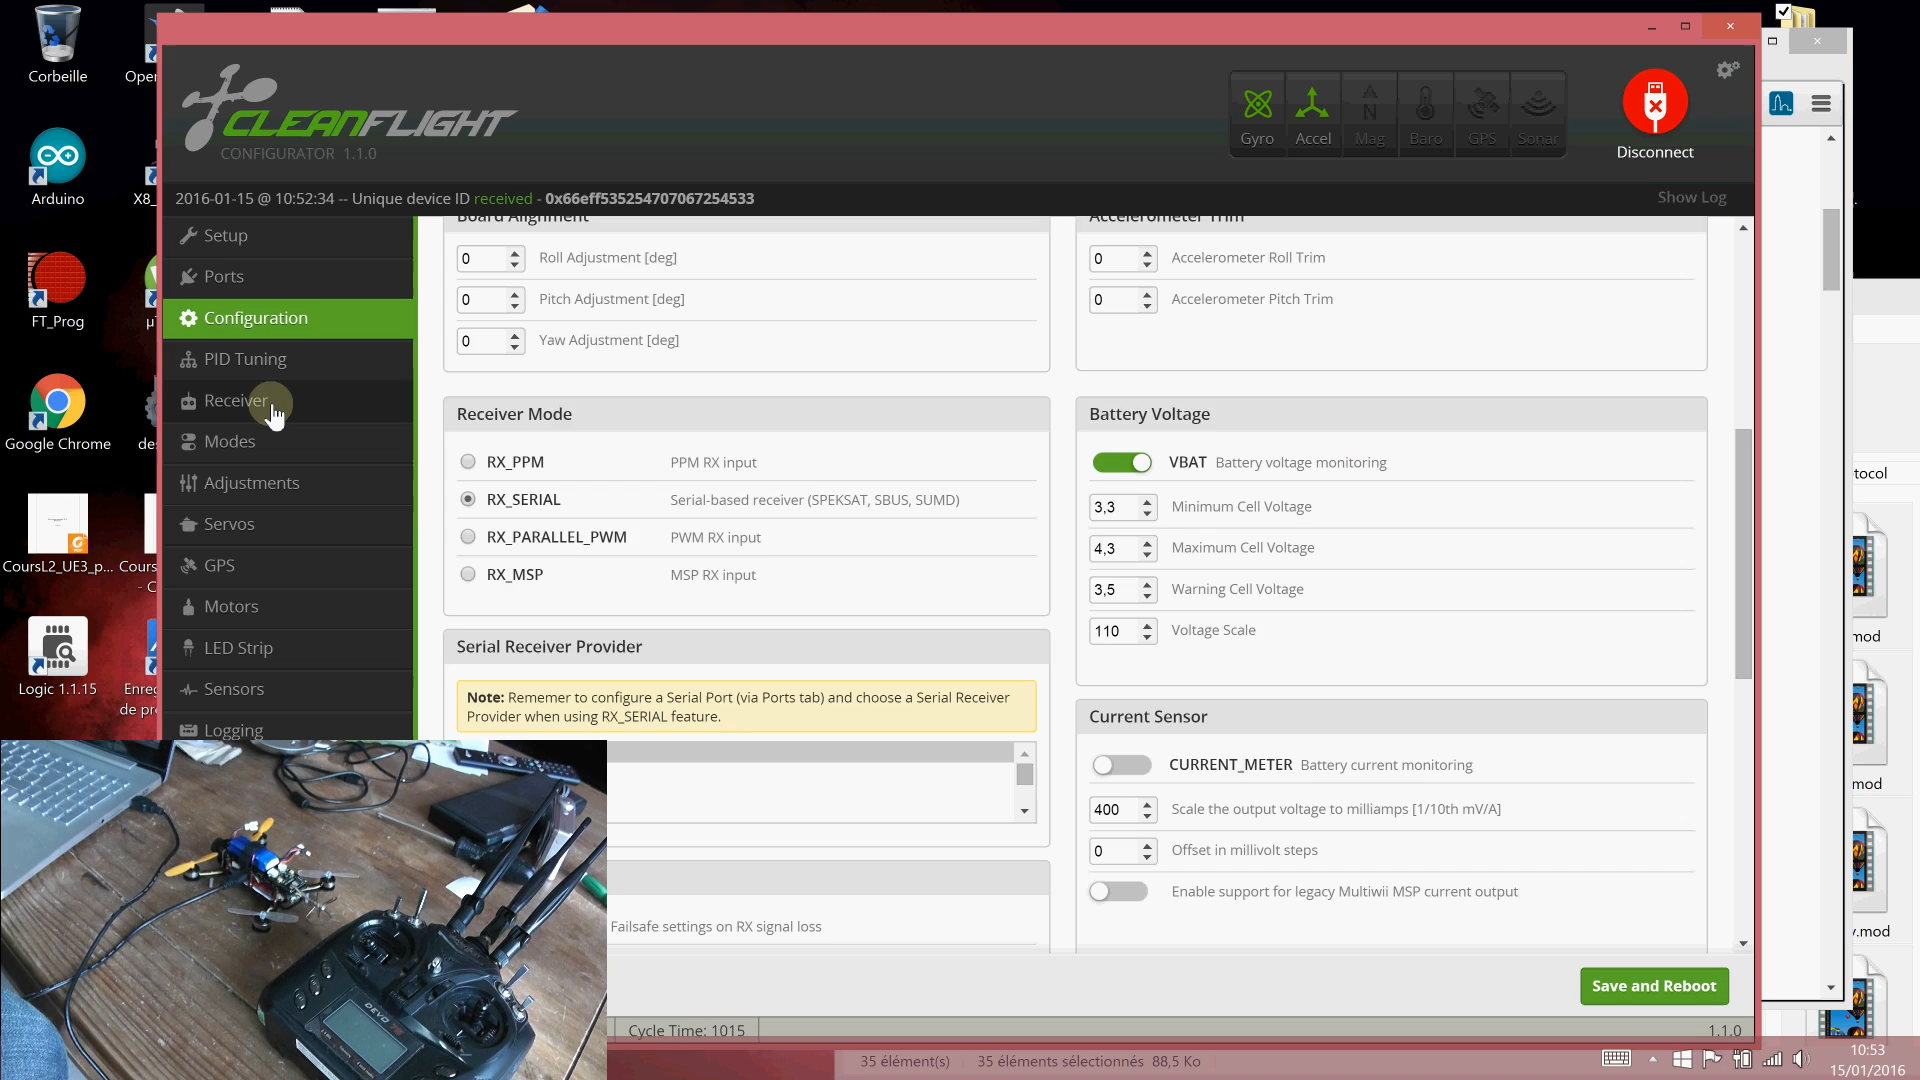 Corbeille
Arduino
FT_Prog
Google Chrome
CoursL2_UE3_p...
Logic 1.1.15
CLEANFLIGHT
CONFIGURATOR 1.1.0
Gyro
Accel
Mag
Baro
GPS
Sonar
Disconnect
2016-01-15 @ 10:52:34 -- Unique device ID received - 0x66eff535254707067254533
Show Log
Setup
Ports
Configuration
PID Tuning
Receiver
Modes
Adjustments
Servos
GPS
Motors
LED Strip
Sensors
Logging
Board Alignment
0 Roll Adjustment [deg]
0 Pitch Adjustment [deg]
0 Yaw Adjustment [deg]
Accelerometer Trim
0 Accelerometer Roll Trim
0 Accelerometer Pitch Trim
Receiver Mode
RX_PPM PPM RX input
RX_SERIAL Serial-based receiver (SPEKSAT, SBUS, SUMD)
RX_PARALLEL_PWM PWM RX input
RX_MSP MSP RX input
Battery Voltage
VBAT Battery voltage monitoring
3,3 Minimum Cell Voltage
4,3 Maximum Cell Voltage
3,5 Warning Cell Voltage
110 Voltage Scale
Serial Receiver Provider
Note: Rememer to configure a Serial Port (via Ports tab) and choose a Serial Receiver
Provider when using RX_SERIAL feature.
Current Sensor
CURRENT_METER Battery current monitoring
400 Scale the output voltage to milliamps [1/10th mV/A]
0 Offset in millivolt steps
Enable support for legacy Multiwii MSP current output
Failsafe settings on RX signal loss
Save and Reboot
Cycle Time: 1015
1.1.0
DEVO 7E
35 élément(s) 35 éléments sélectionnés 88,5 Ko
10:53
15/01/2016